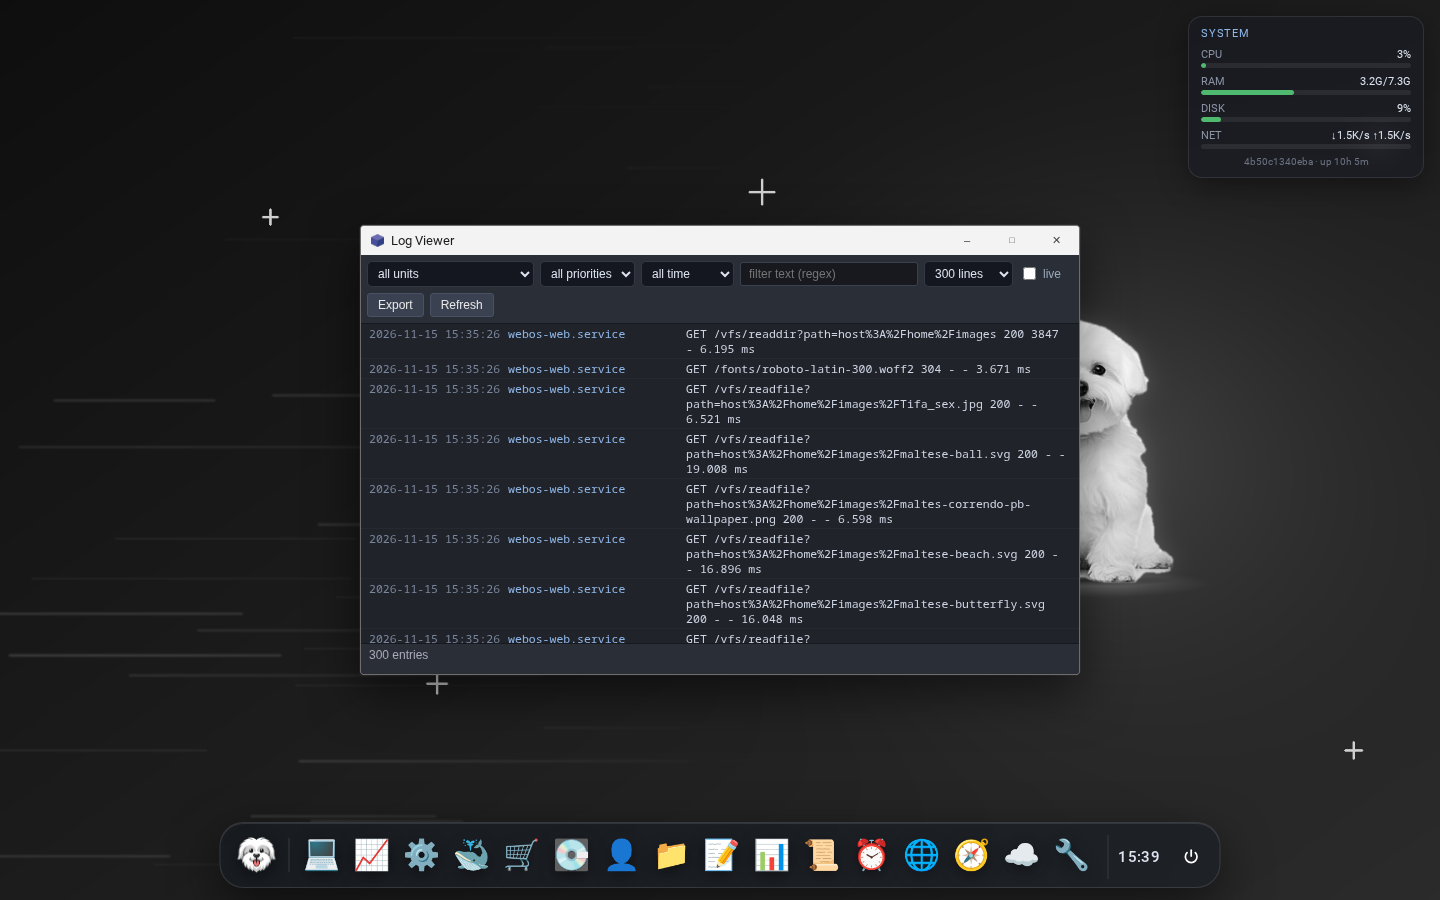 SYSTEM
CPU 3%
RAM 3.2G/7.3G
DISK 9%
NET ↓1.5K/s ↑1.5K/s
4b50c1340eba · up 10h 5m
Log Viewer
all units all priorities all time filter text (regex) 300 lines live
Export Refresh
2026-11-15 15:35:26 webos-web.service GET /vfs/readdir?path=host%3A%2Fhome%2Fimages 200 3847
- 6.195 ms
2026-11-15 15:35:26 webos-web.service GET /fonts/roboto-latin-300.woff2 304 - - 3.671 ms
2026-11-15 15:35:26 webos-web.service GET /vfs/readfile?
path=host%3A%2Fhome%2Fimages%2FTifa_sex.jpg 200 - -
6.521 ms
2026-11-15 15:35:26 webos-web.service GET /vfs/readfile?
path=host%3A%2Fhome%2Fimages%2Fmaltese-ball.svg 200 - -
19.008 ms
2026-11-15 15:35:26 webos-web.service GET /vfs/readfile?
path=host%3A%2Fhome%2Fimages%2Fmaltes-correndo-pb-
wallpaper.png 200 - - 6.598 ms
2026-11-15 15:35:26 webos-web.service GET /vfs/readfile?
path=host%3A%2Fhome%2Fimages%2Fmaltese-beach.svg 200 -
- 16.896 ms
2026-11-15 15:35:26 webos-web.service GET /vfs/readfile?
path=host%3A%2Fhome%2Fimages%2Fmaltese-butterfly.svg
200 - - 16.048 ms
2026-11-15 15:35:26 webos-web.service GET /vfs/readfile?
300 entries
15:39